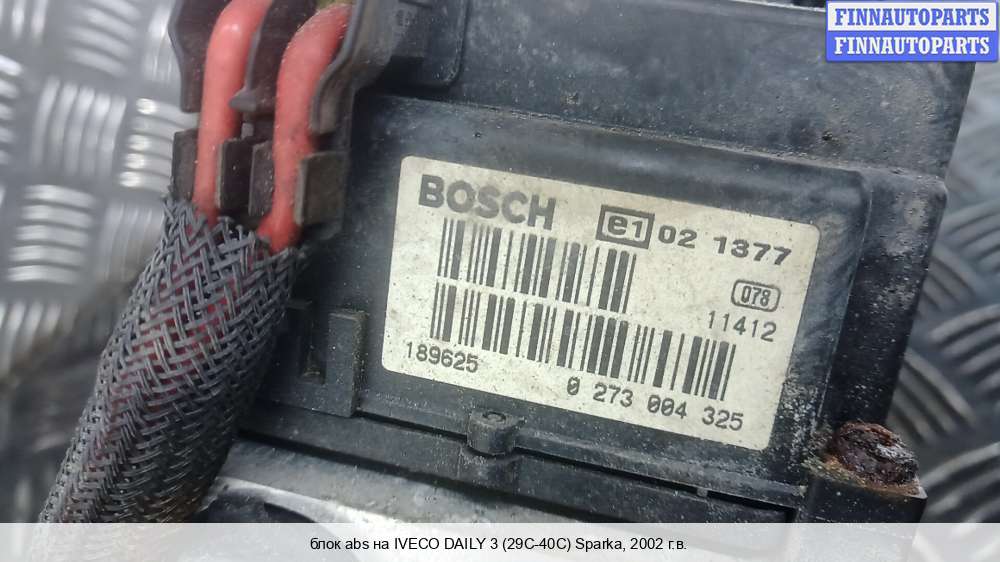 FINNAUTOPARTS
FINNAUTOPARTS
BOSCH
e1 02 1377
078
11412
189625
0 273 004 325
блок abs на IVECO DAILY 3 (29C-40C) Sparka, 2002 г.в.